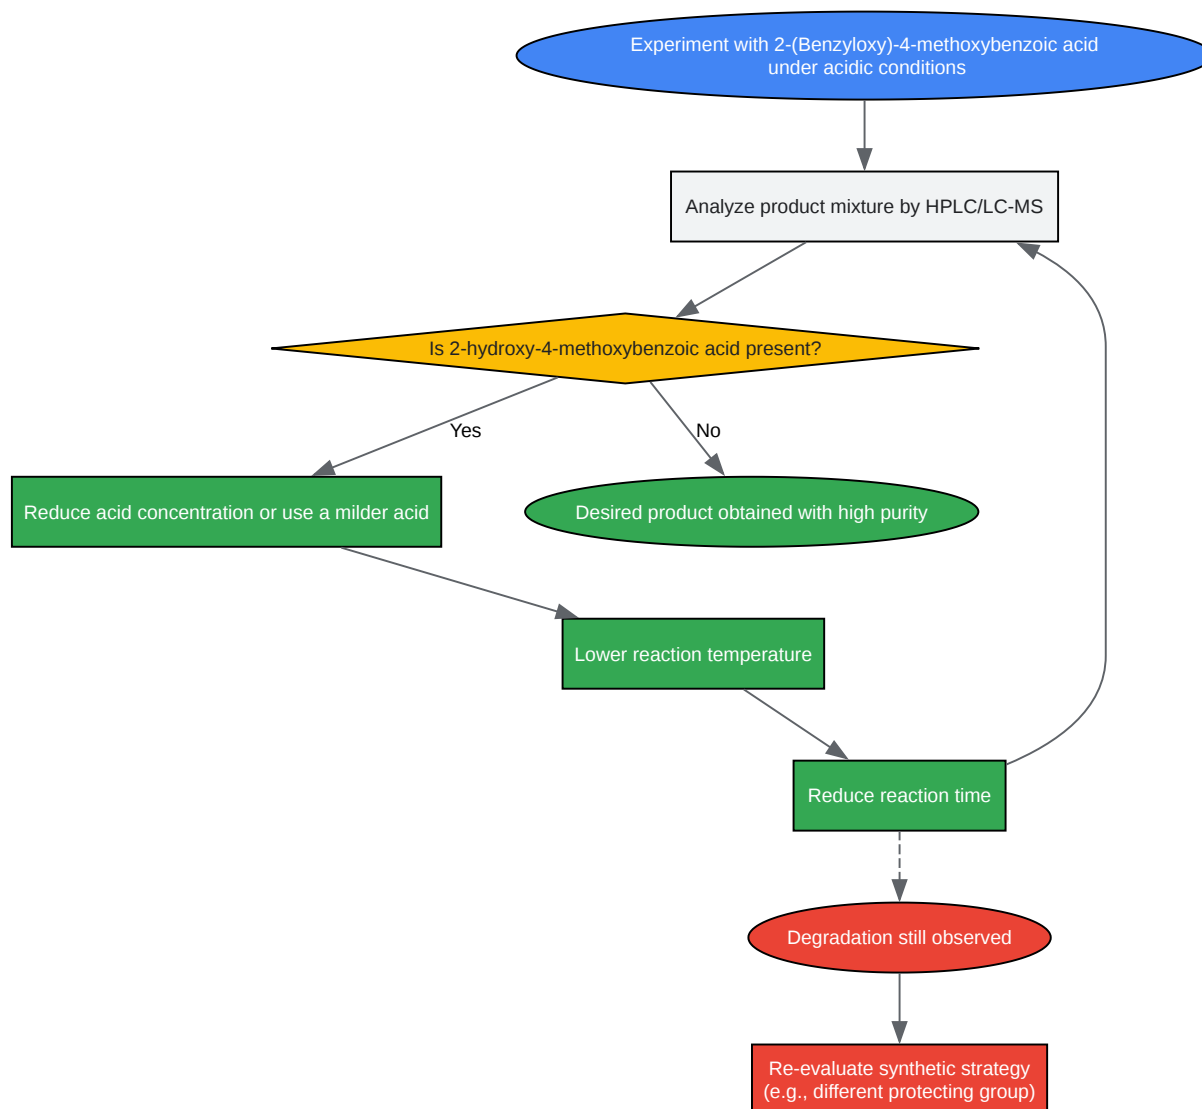 Experiment with 2-(Benzyloxy)-4-methoxybenzoic acid
under acidic conditions
Analyze product mixture by HPLC/LC-MS
Is 2-hydroxy-4-methoxybenzoic acid present?
Yes
No
Reduce acid concentration or use a milder acid
Desired product obtained with high purity
Lower reaction temperature
Reduce reaction time
Degradation still observed
Re-evaluate synthetic strategy
(e.g., different protecting group)